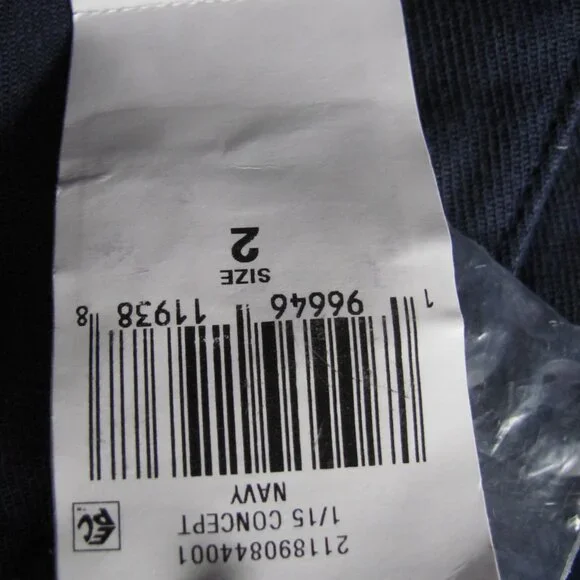 211890844001
1/15 CONCEPT
NAVY
1 96646 11938 8
SIZE
2